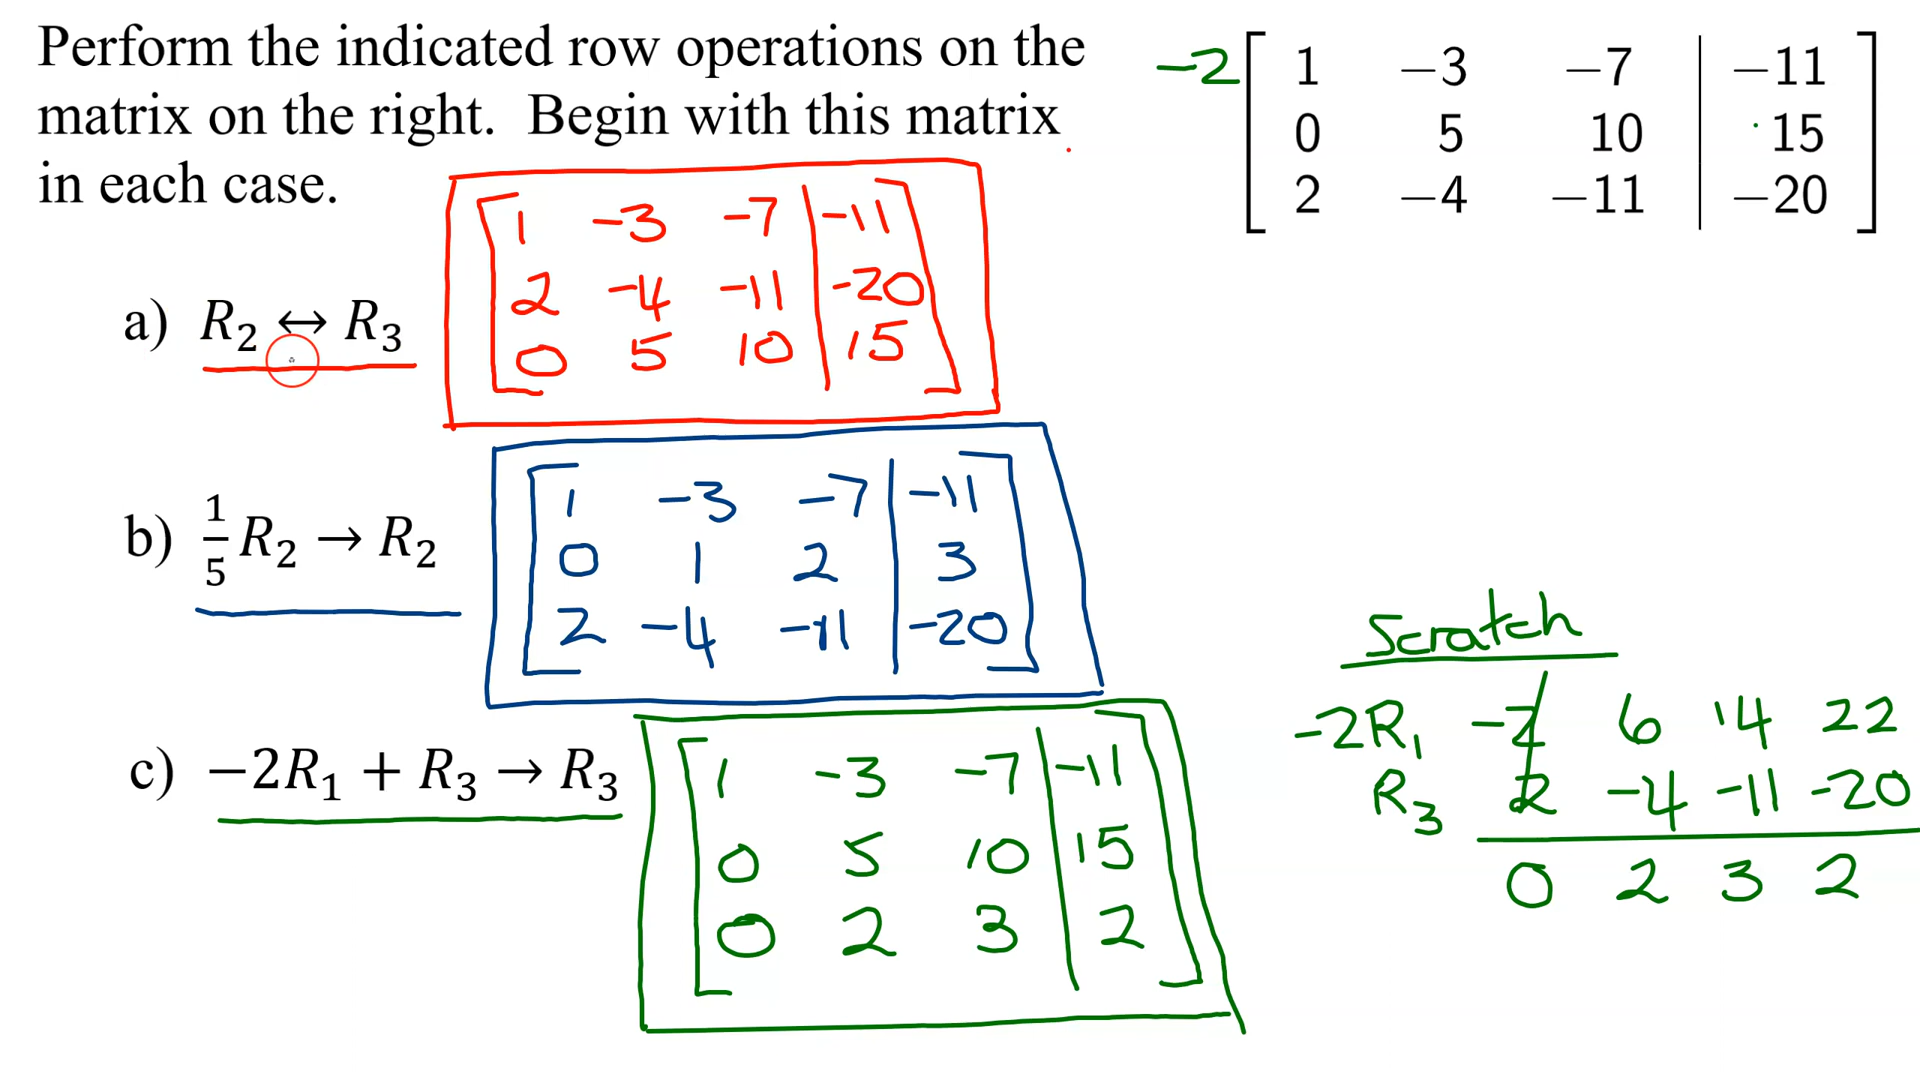 Perform the indicated row operations on the
matrix on the right. Begin with this matrix
in each case.
-2 [ 1 −3 −7 | −11 ]
[ 0 5 10 | 15 ]
[ 2 −4 −11 | −20 ]
a) R₂ ↔ R₃
[ 1 -3 -7 | -11 ]
[ 2 -4 -11 | -20 ]
[ 0 5 10 | 15 ]
b) 1/5 R₂ → R₂
[ 1 -3 -7 | -11 ]
[ 0 1 2 | 3 ]
[ 2 -4 -11 | -20 ]
c) −2R₁ + R₃ → R₃
[ 1 -3 -7 | -11 ]
[ 0 5 10 | 15 ]
[ 0 2 3 | 2 ]
Scratch
-2R₁ -2 6 14 22
R₃ 2 -4 -11 -20
0 2 3 2